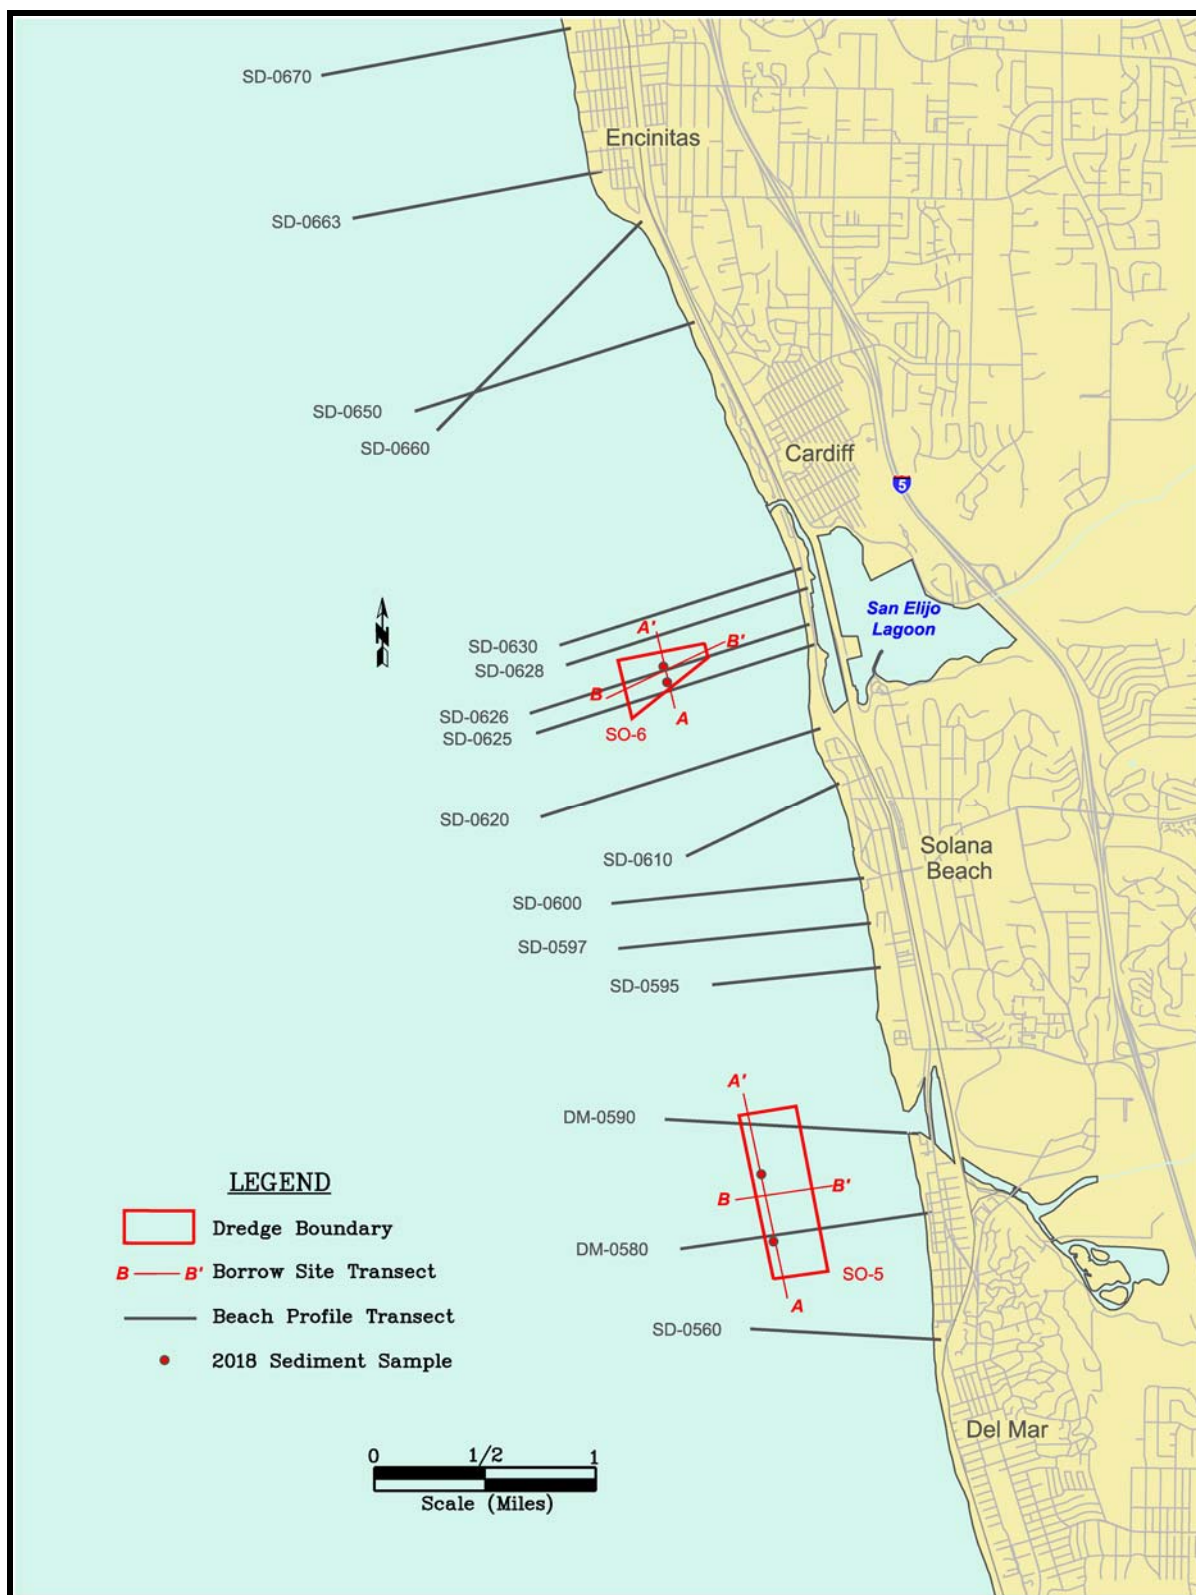 SD-0670
Encinitas
SD-0663
SD-0650
SD-0660
Cardiff
5
San Elijo
Lagoon
N
SD-0630
SD-0628
A'
B'
B
A
SD-0626
SD-0625
SO-6
SD-0620
SD-0610
Solana
Beach
SD-0600
SD-0597
SD-0595
A'
DM-0590
B
B'
DM-0580
SO-5
A
SD-0560
Del Mar
LEGEND
Dredge Boundary
B B' Borrow Site Transect
Beach Profile Transect
2018 Sediment Sample
0 1/2 1
Scale (Miles)